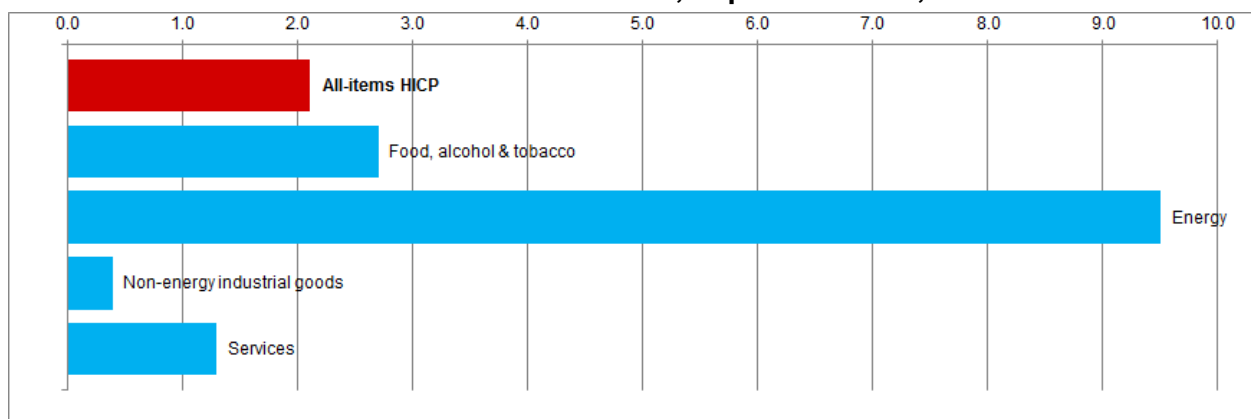 0.0 1.0 2.0 3.0 4.0 5.0 6.0 7.0 8.0 9.0 10.0
All-items HICP
Food, alcohol & tobacco
Energy
Non-energy industrial goods
Services